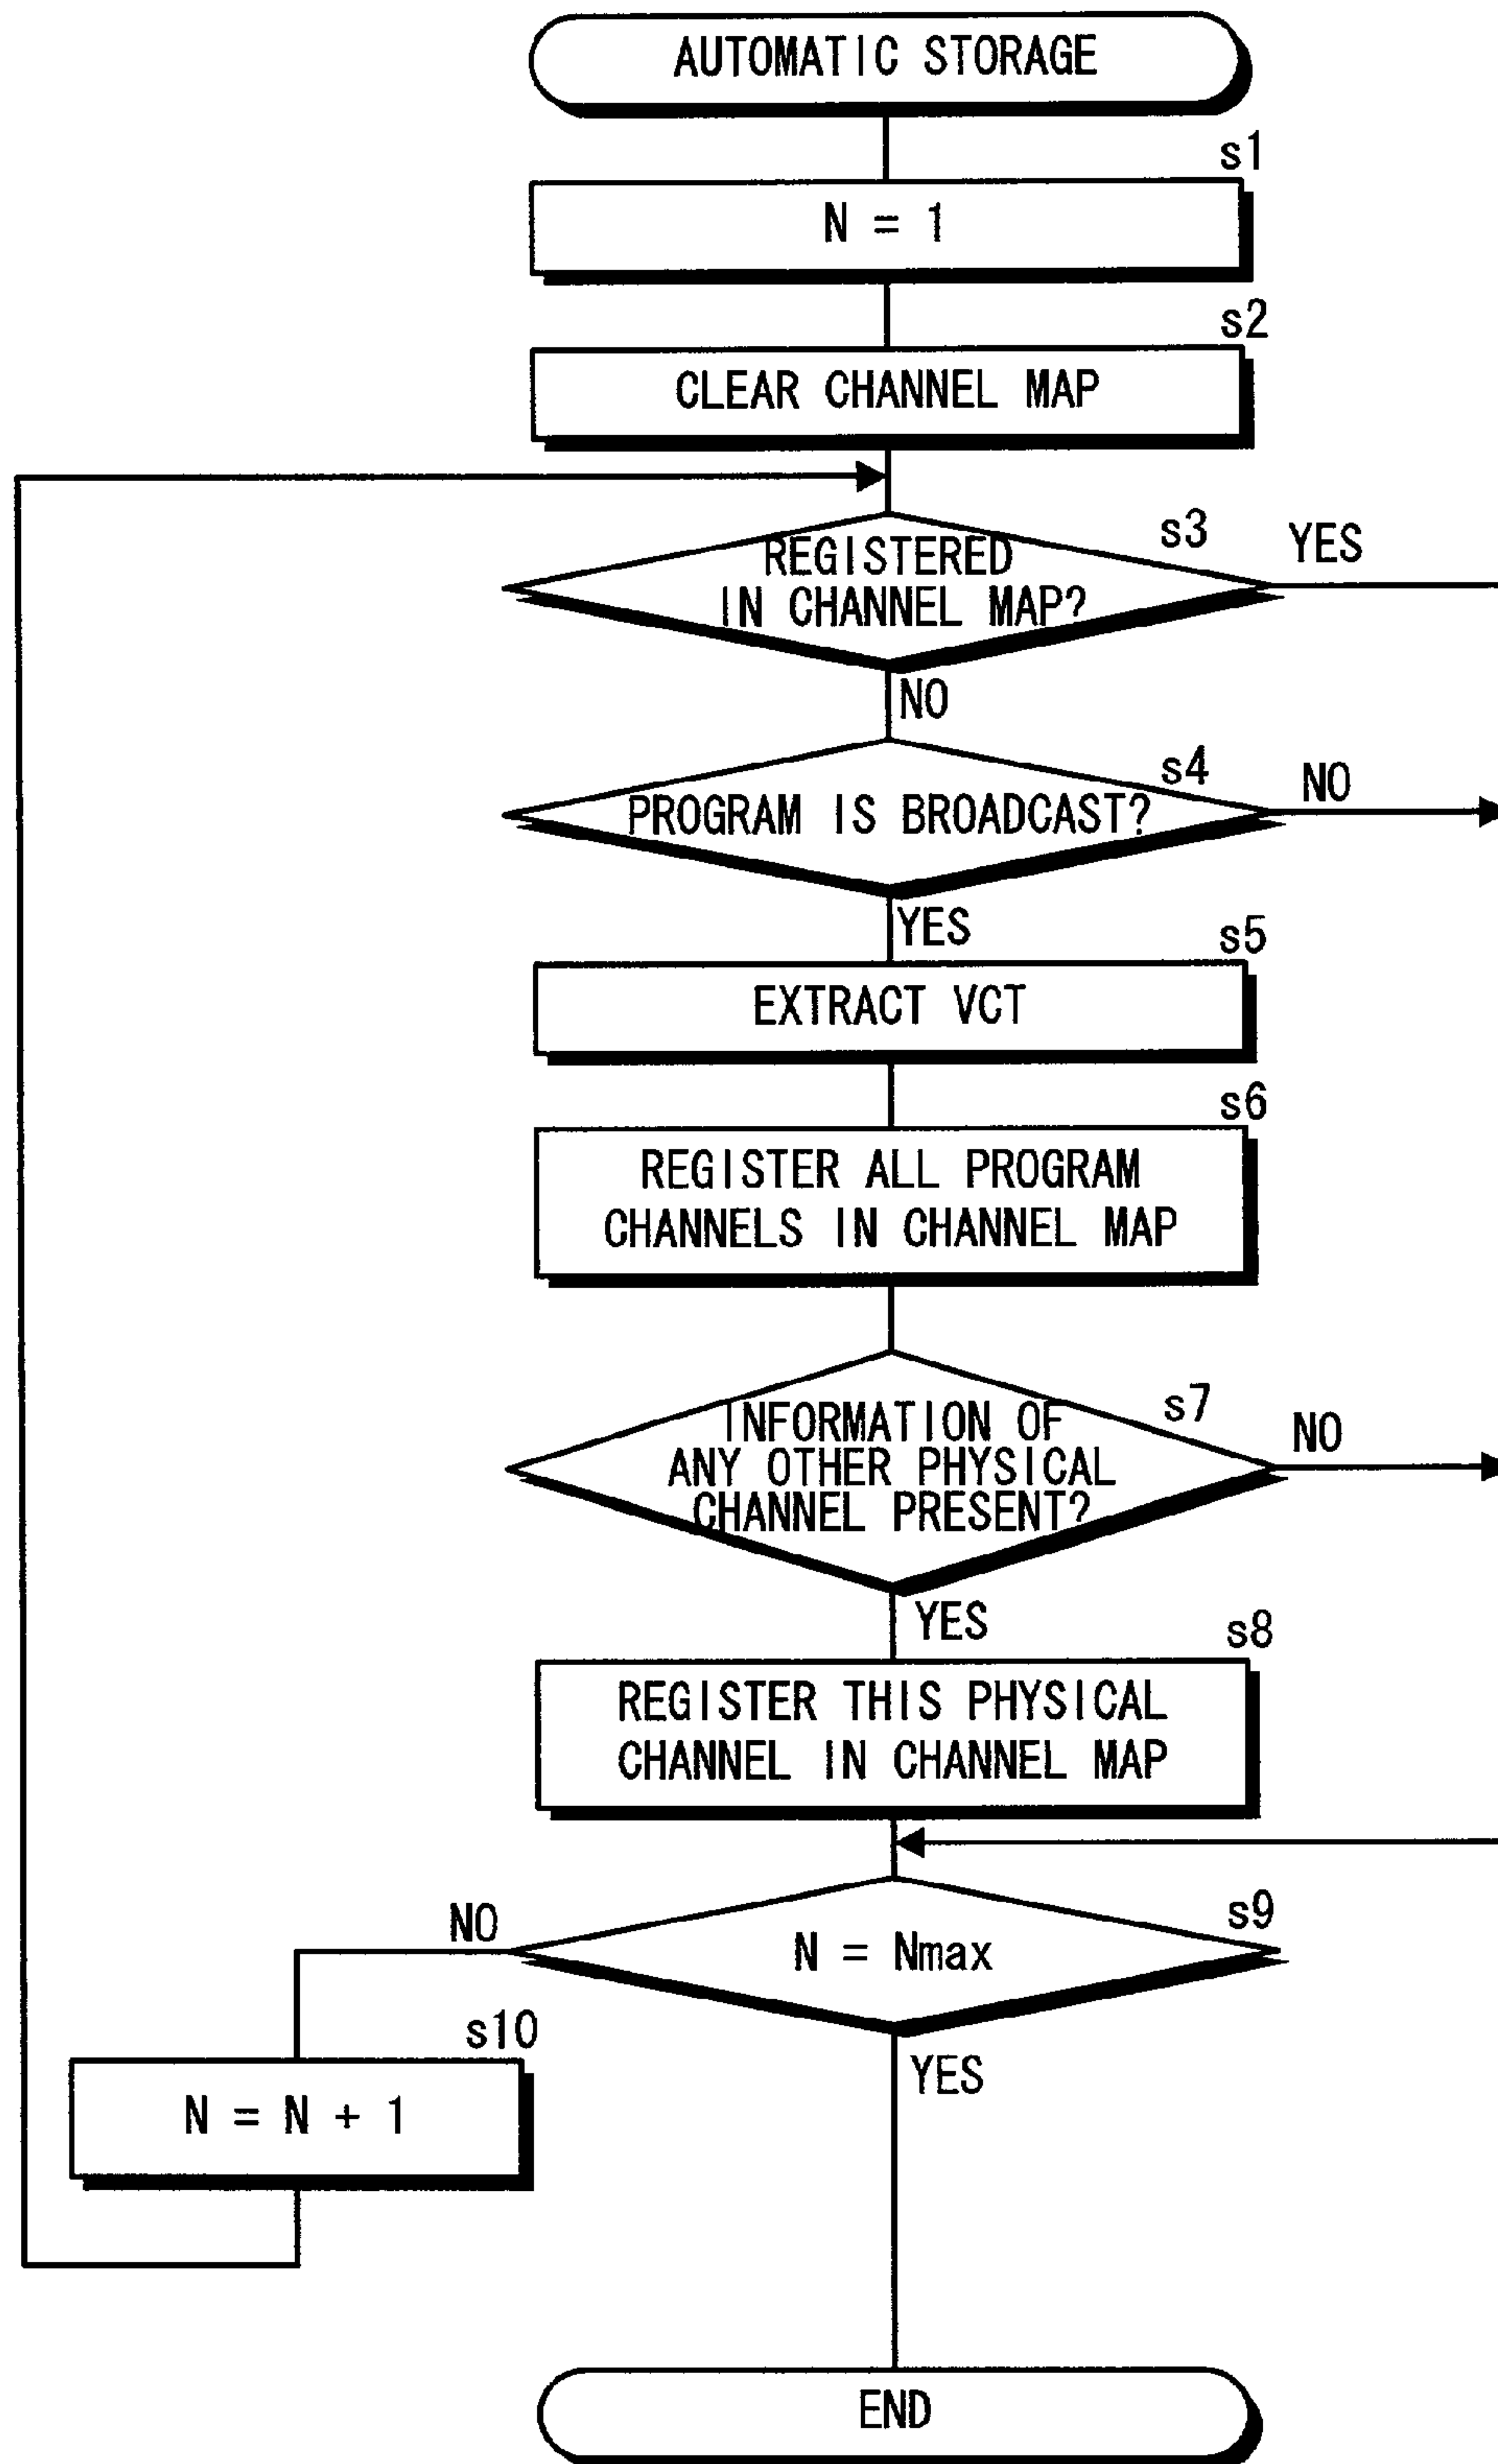 AUTOMATIC STORAGE
s1
N = 1
s2
CLEAR CHANNEL MAP
s3
YES
REGISTERED
IN CHANNEL MAP?
NO
s4
NO
PROGRAM IS BROADCAST?
YES
s5
EXTRACT VCT
s6
REGISTER ALL PROGRAM
CHANNELS IN CHANNEL MAP
s7
NO
INFORMATION OF
ANY OTHER PHYSICAL
CHANNEL PRESENT?
YES
s8
REGISTER THIS PHYSICAL
CHANNEL IN CHANNEL MAP
NO
s9
N = Nmax
s10
YES
N = N + 1
END